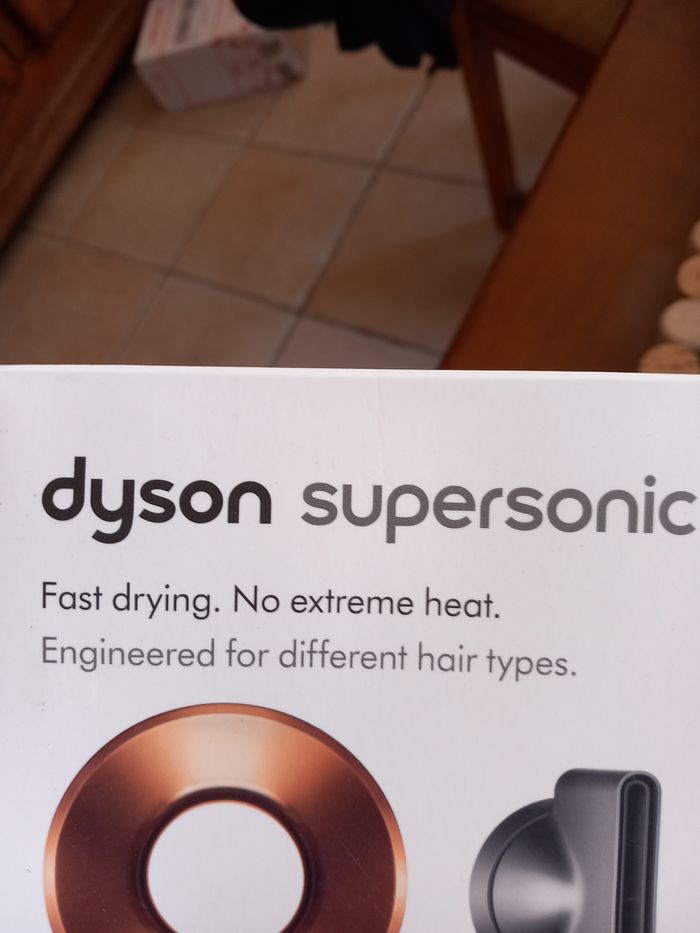 dyson supersonic
Fast drying. No extreme heat.
Engineered for different hair types.